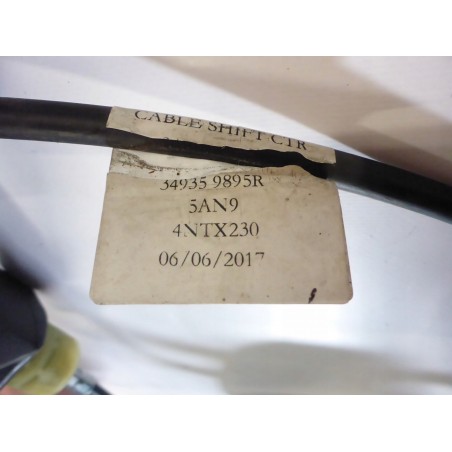 CABLE SHIFT CTR
34935 9895R
5AN9
4NTX230
06/06/2017